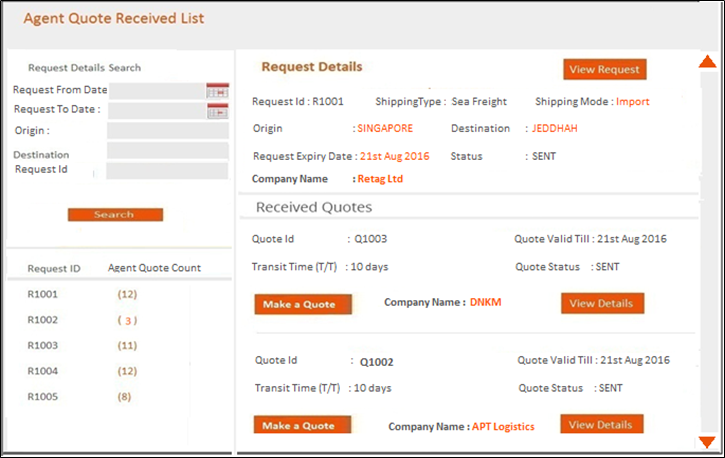 Agent Quote Received List
Request Details Search
Request From Date
Request To Date :
Origin :
Destination
Request Id
Search
Request ID Agent Quote Count
R1001 (12)
R1002 ( 3 )
R1003 (11)
R1004 (12)
R1005 (8)
Request Details
View Request
Request Id : R1001 ShippingType : Sea Freight Shipping Mode : Import
Origin : SINGAPORE Destination : JEDDHAH
Request Expiry Date : 21st Aug 2016 Status : SENT
Company Name : Retag Ltd
Received Quotes
Quote Id : Q1003 Quote Valid Till : 21st Aug 2016
Transit Time (T/T) : 10 days Quote Status : SENT
Make a Quote Company Name : DNKM View Details
Quote Id : Q1002 Quote Valid Till : 21st Aug 2016
Transit Time (T/T) : 10 days Quote Status : SENT
Make a Quote Company Name : APT Logistics View Details